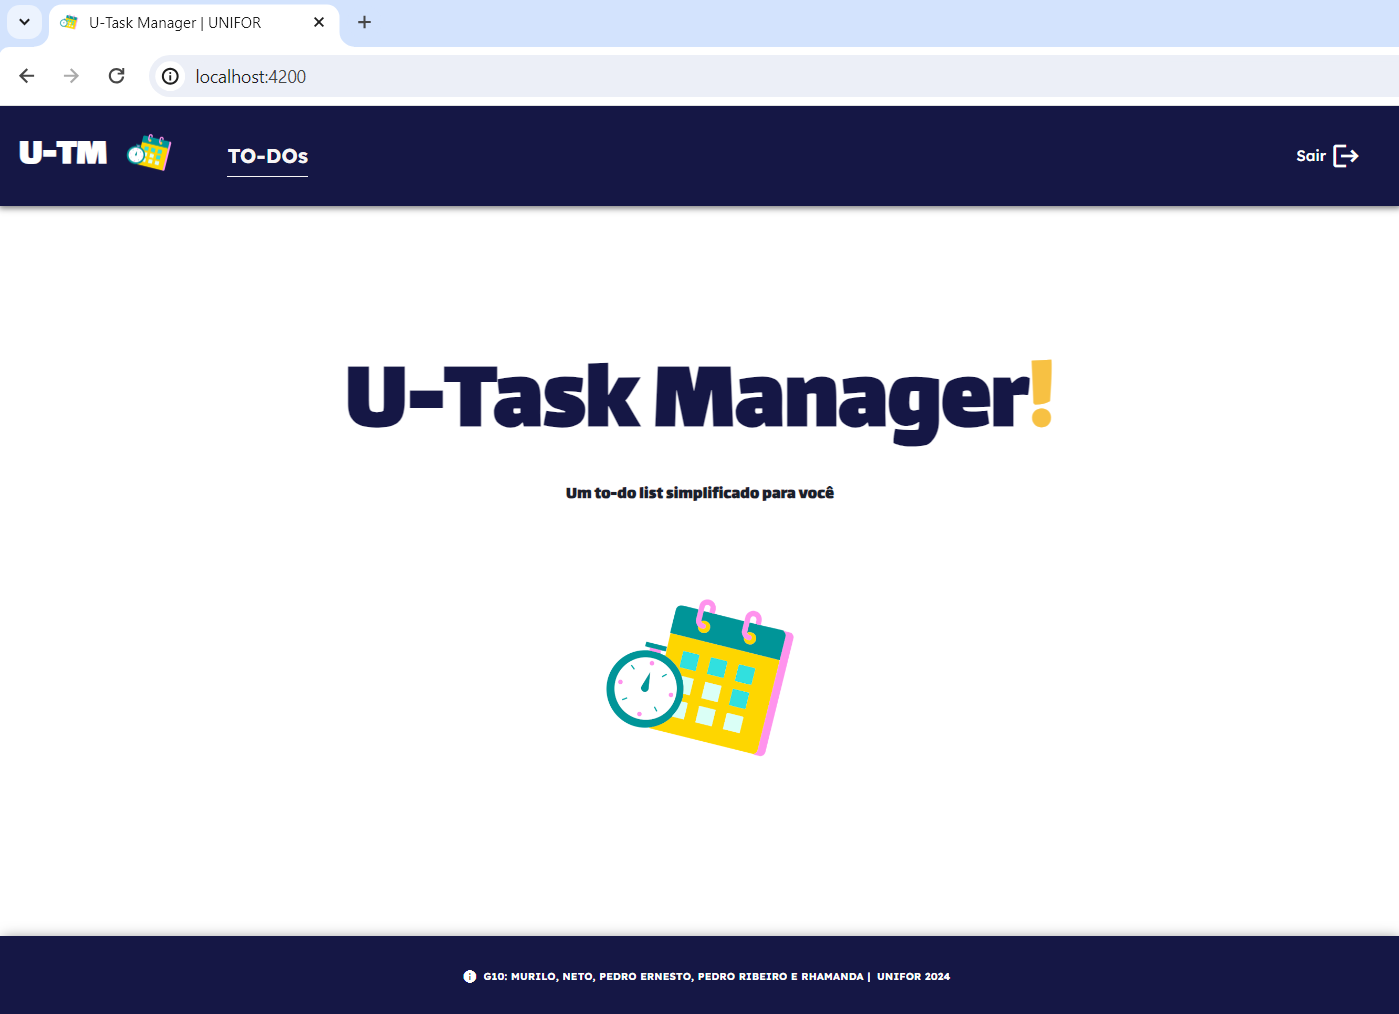 U-Task Manager | UNIFOR
localhost:4200
U-TM
TO-DOs
Sair
U-Task Manager!
Um to-do list simplificado para você
G10: MURILO, NETO, PEDRO ERNESTO, PEDRO RIBEIRO E RHAMANDA | UNIFOR 2024